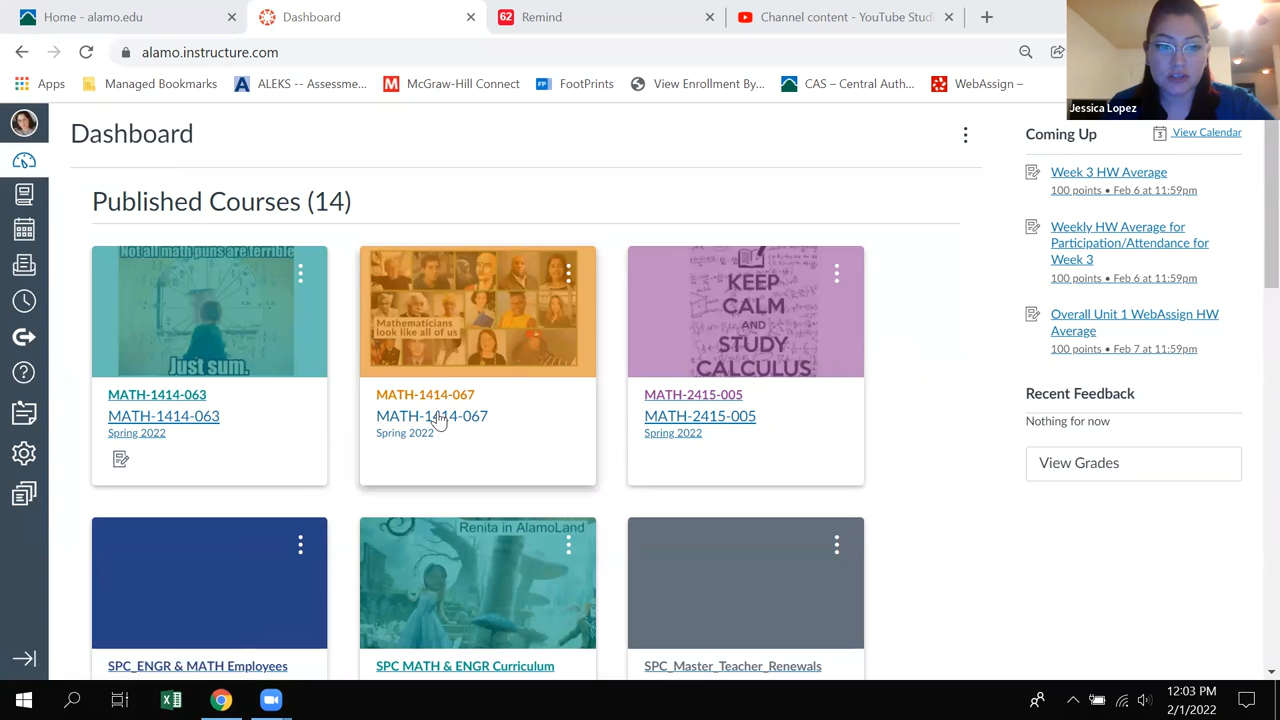 Home - alamo.edu
Dashboard
62
Remind
Channel content - YouTube Stud
alamo.instructure.com
Apps
Managed Bookmarks
ALEKS -- Assessme...
McGraw-Hill Connect
FP
FootPrints
View Enrollment By...
CAS – Central Auth...
WebAssign –
Jessica Lopez
Dashboard
Published Courses (14)
Not all math puns are terrible
Just sum.
MATH-1414-063
MATH-1414-063
Spring 2022
Mathematicians
look like all of us
MATH-1414-067
MATH-1414-067
Spring 2022
KEEP
CALM
AND
STUDY
CALCULUS
MATH-2415-005
MATH-2415-005
Spring 2022
SPC_ENGR & MATH Employees
Renita in AlamoLand
SPC MATH & ENGR Curriculum
SPC_Master_Teacher_Renewals
Coming Up
View Calendar
Week 3 HW Average
100 points • Feb 6 at 11:59pm
Weekly HW Average for
Participation/Attendance for
Week 3
100 points • Feb 6 at 11:59pm
Overall Unit 1 WebAssign HW
Average
100 points • Feb 7 at 11:59pm
Recent Feedback
Nothing for now
View Grades
12:03 PM
2/1/2022